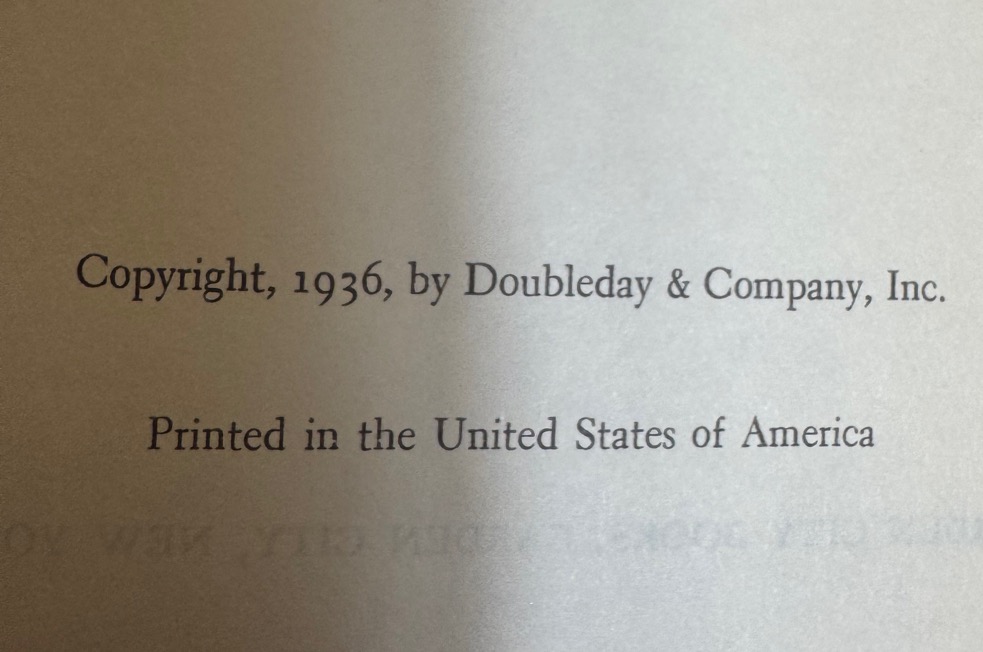 Copyright, 1936, by Doubleday & Company, Inc.
Printed in the United States of America